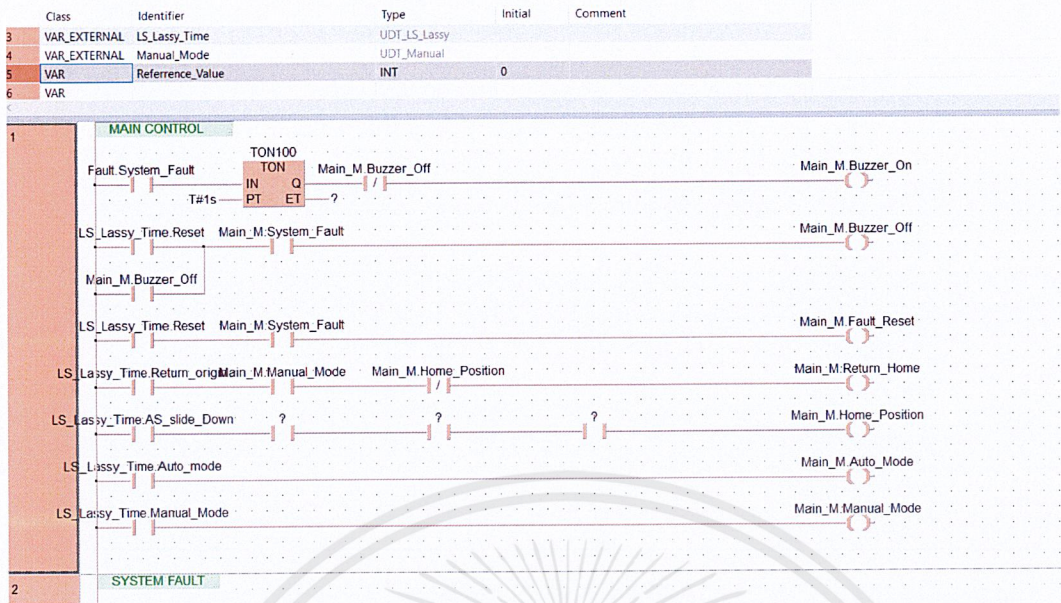 Class Identifier Type Initial Comment
3 VAR_EXTERNAL LS_Lassy_Time UDT_LS_Lassy
4 VAR_EXTERNAL Manual_Mode UDT_Manual
5 VAR Referrence_Value INT 0
6 VAR
1 MAIN CONTROL
TON100
Fault.System_Fault TON Main_M.Buzzer_Off Main_M.Buzzer_On
IN Q
T#1s PT ET ?
LS_Lassy_Time.Reset Main_M.System_Fault Main_M.Buzzer_Off
Main_M.Buzzer_Off
LS_Lassy_Time.Reset Main_M.System_Fault Main_M.Fault_Reset
LS_Lassy_Time.Return_origin Main_M.Manual_Mode Main_M.Home_Position Main_M.Return_Home
LS_Lassy_Time.AS_slide_Down ? ? ? Main_M.Home_Position
LS_Lassy_Time.Auto_mode Main_M.Auto_Mode
LS_Lassy_Time.Manual_Mode Main_M.Manual_Mode
2 SYSTEM FAULT